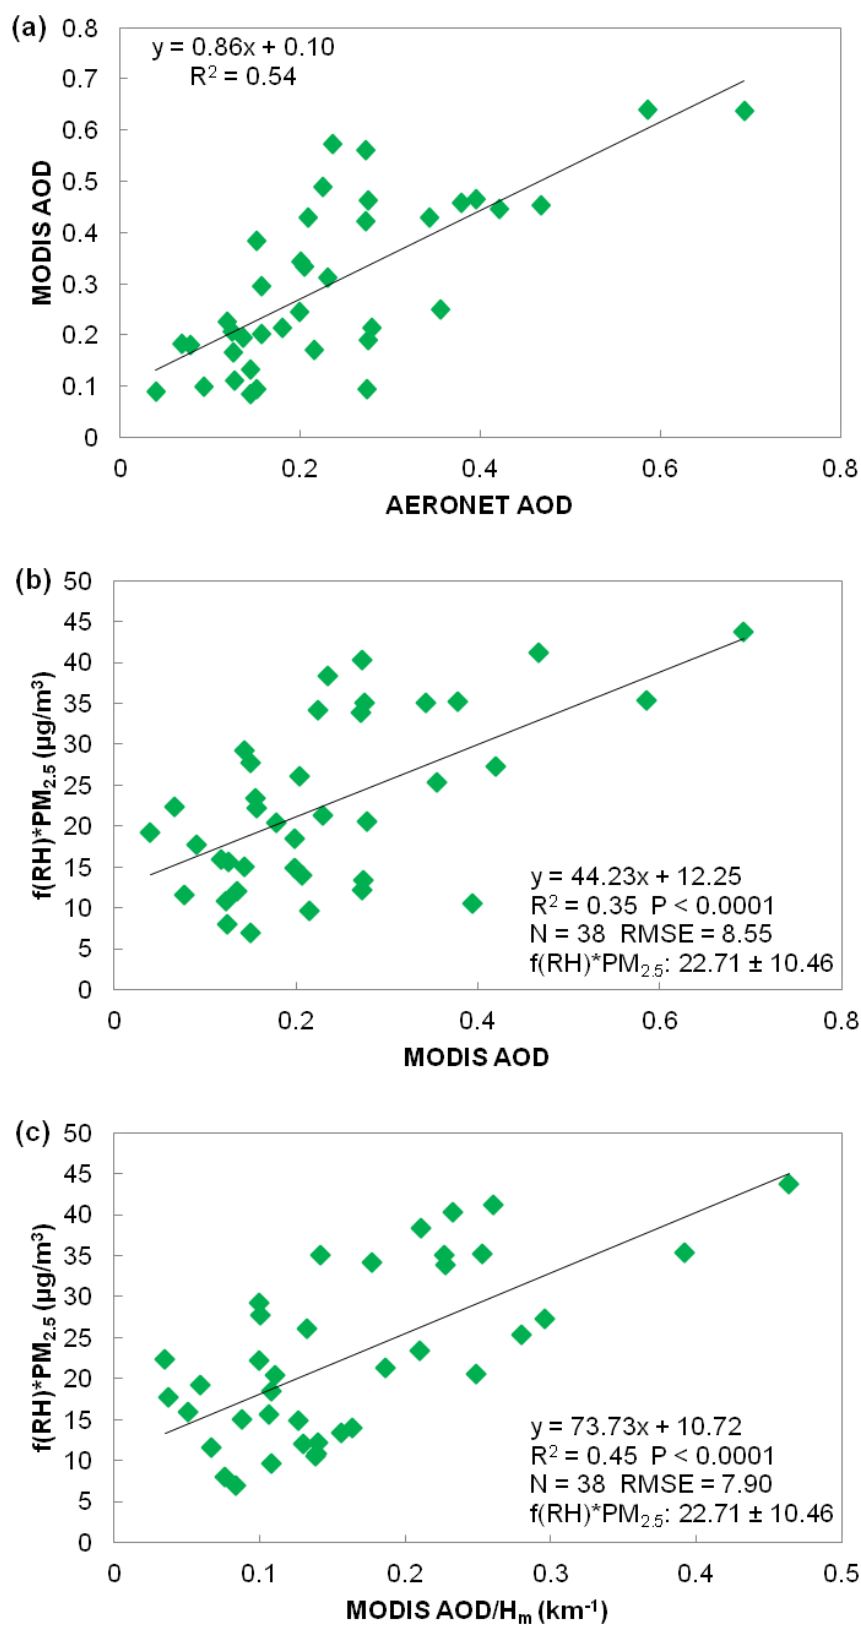 (a)
y = 0.86x + 0.10
R² = 0.54
0.8
0.7
0.6
0.5
0.4
0.3
0.2
0.1
0
MODIS AOD
0 0.2 0.4 0.6 0.8
AERONET AOD
(b)
50
45
40
35
30
25
20
15
10
5
0
f(RH)*PM₂.₅ (µg/m³)
y = 44.23x + 12.25
R² = 0.35 P < 0.0001
N = 38 RMSE = 8.55
f(RH)*PM₂.₅: 22.71 ± 10.46
0 0.2 0.4 0.6 0.8
MODIS AOD
(c)
50
45
40
35
30
25
20
15
10
5
0
f(RH)*PM₂.₅ (µg/m³)
y = 73.73x + 10.72
R² = 0.45 P < 0.0001
N = 38 RMSE = 7.90
f(RH)*PM₂.₅: 22.71 ± 10.46
0 0.1 0.2 0.3 0.4 0.5
MODIS AOD/Hₘ (km⁻¹)